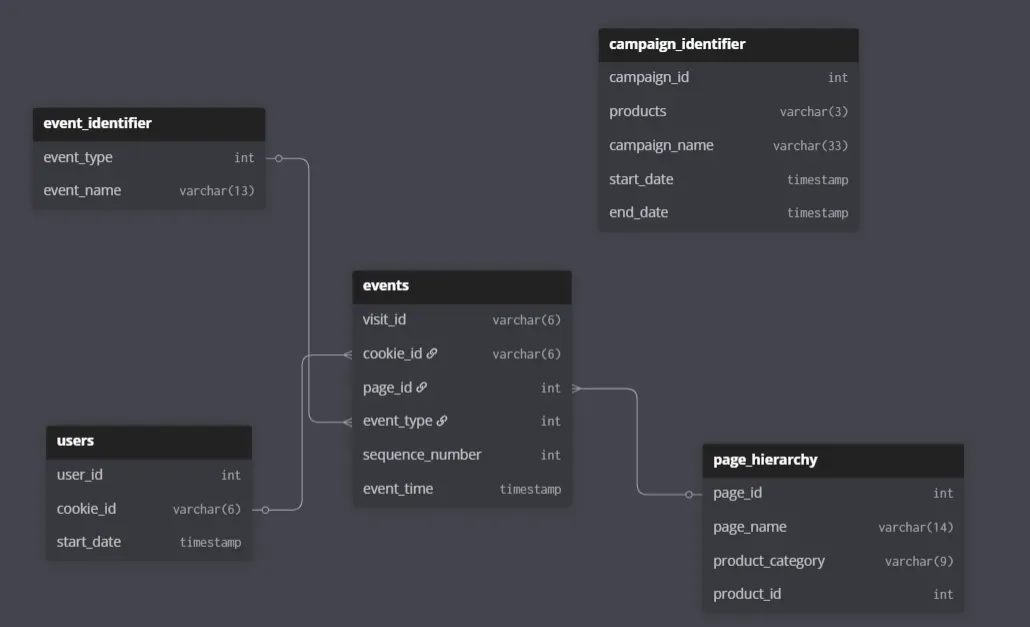 campaign_identifier
campaign_id int
products varchar(3)
campaign_name varchar(33)
start_date timestamp
end_date timestamp
event_identifier
event_type int
event_name varchar(13)
events
visit_id varchar(6)
cookie_id varchar(6)
page_id int
event_type int
sequence_number int
event_time timestamp
users
user_id int
cookie_id varchar(6)
start_date timestamp
page_hierarchy
page_id int
page_name varchar(14)
product_category varchar(9)
product_id int